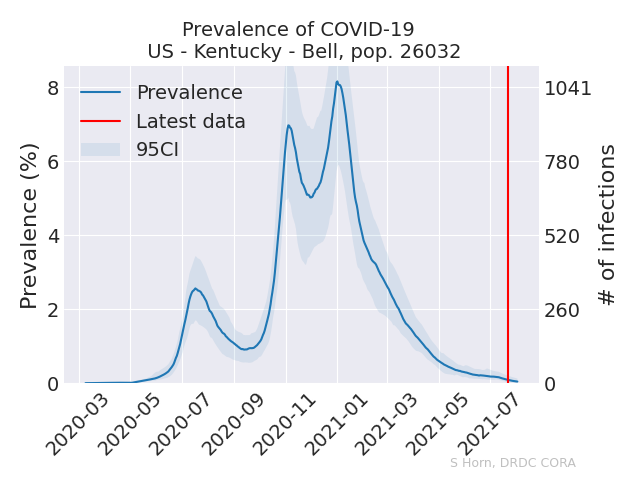 Prevalence of COVID-19
US - Kentucky - Bell, pop. 26032
Prevalence
Latest data
95CI
Prevalence (%)
8
6
4
2
0
# of infections
1041
780
520
260
0
2020-03
2020-05
2020-07
2020-09
2020-11
2021-01
2021-03
2021-05
2021-07
S Horn, DRDC CORA